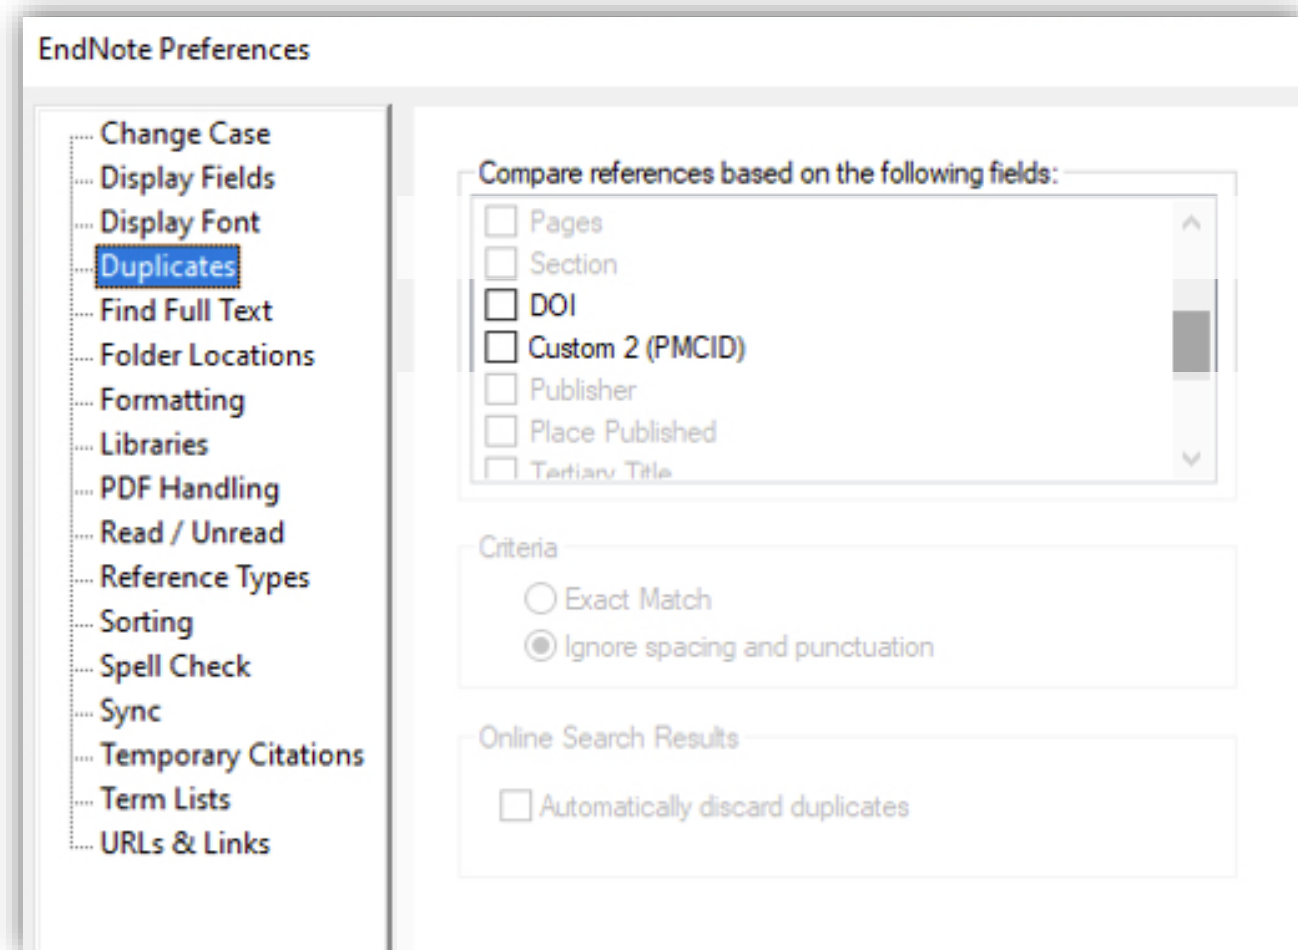 EndNote Preferences
Change Case
Display Fields
Display Font
Duplicates
Find Full Text
Folder Locations
Formatting
Libraries
PDF Handling
Read / Unread
Reference Types
Sorting
Spell Check
Sync
Temporary Citations
Term Lists
URLs & Links
Compare references based on the following fields:
Pages
Section
DOI
Custom 2 (PMCID)
Publisher
Place Published
Tertiary Title
Criteria
Exact Match
Ignore spacing and punctuation
Online Search Results
Automatically discard duplicates